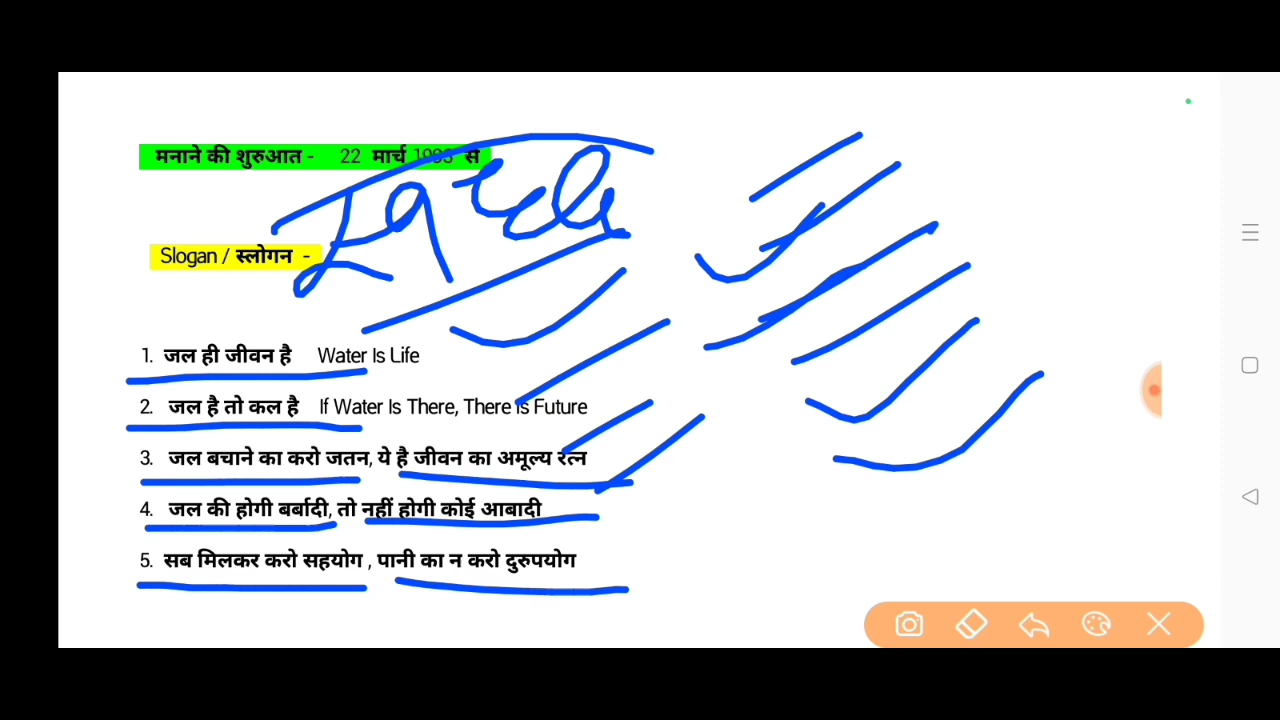 मनाने की शुरुआत - 22 मार्च 1993 से
Slogan / स्लोगन -
1. जल ही जीवन है Water Is Life
2. जल है तो कल है If Water Is There, There Is Future
3. जल बचाने का करो जतन, ये है जीवन का अमूल्य रत्न
4. जल की होगी बर्बादी, तो नहीं होगी कोई आबादी
5. सब मिलकर करो सहयोग , पानी का न करो दुरुपयोग